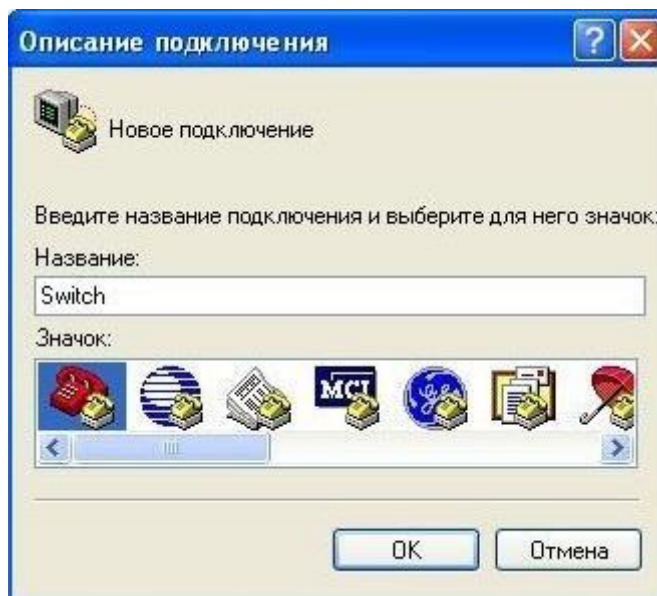 Описание подключения
Новое подключение
Введите название подключения и выберите для него значок:
Название:
Switch
Значок:
MCI
OK
Отмена